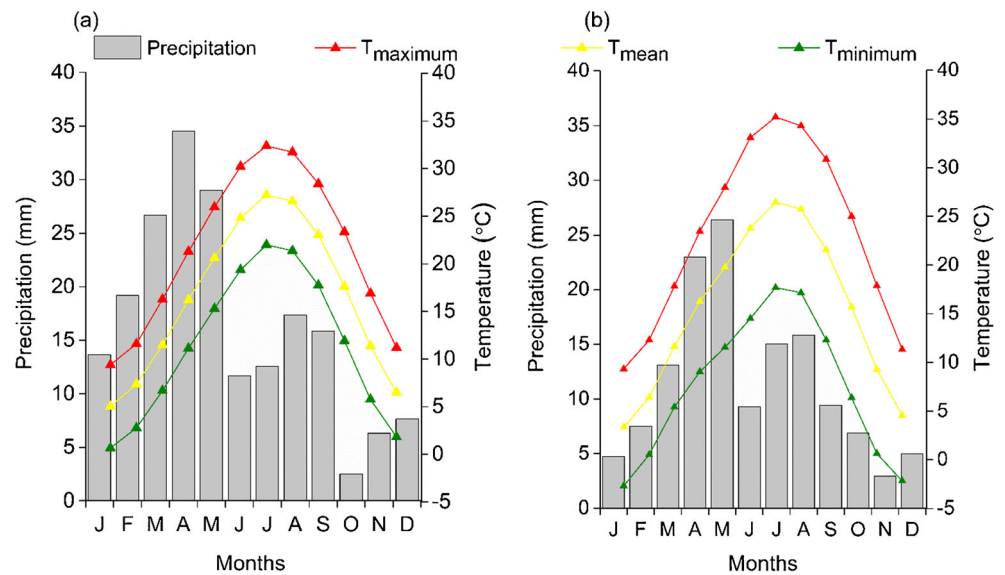 (a) (b)
Precipitation Tmaximum Tmean Tminimum
40 40 40 40
35 35 35 35
30 30 30 30
25 25 25 25
20 20 20 20
15 15 15 15
10 10 10 10
5 5 5 5
0 0 0 0
-5 -5
Precipitation (mm)
Temperature (°C)
Precipitation (mm)
Temperature (°C)
J F M A M J J A S O N D
J F M A M J J A S O N D
Months Months